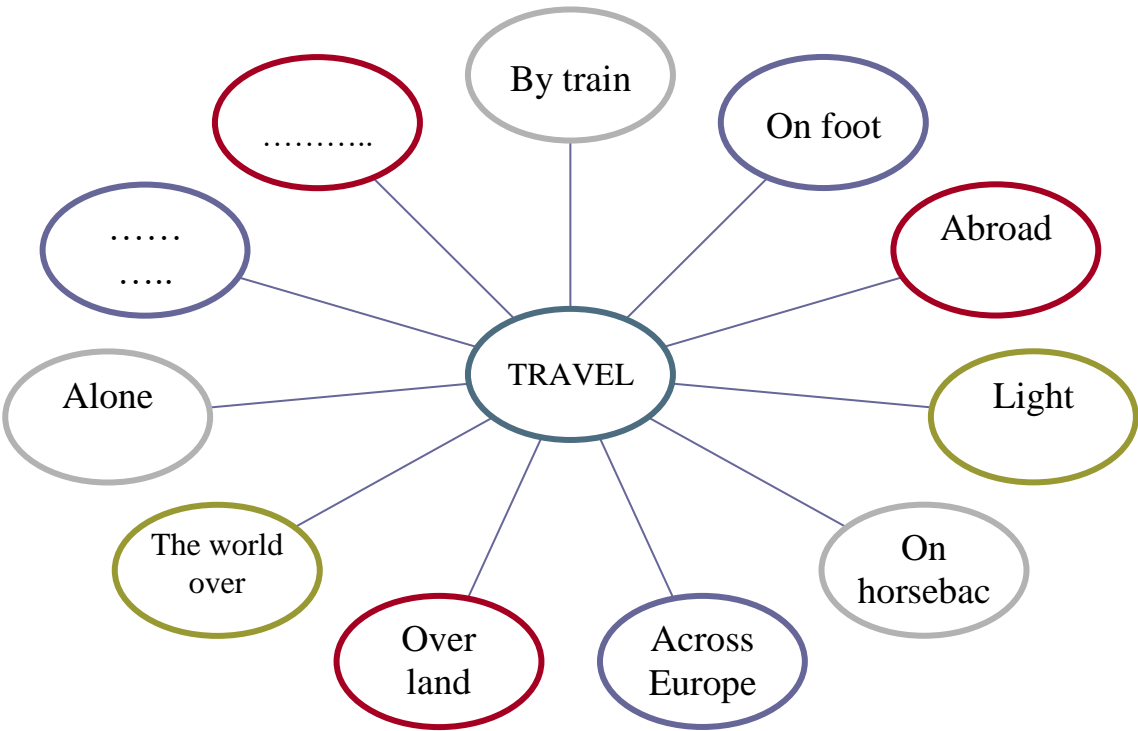 By train
On foot
Abroad
Light
On
horsebac
Across
Europe
Over
land
The world
over
Alone
……
…..
………..
TRAVEL